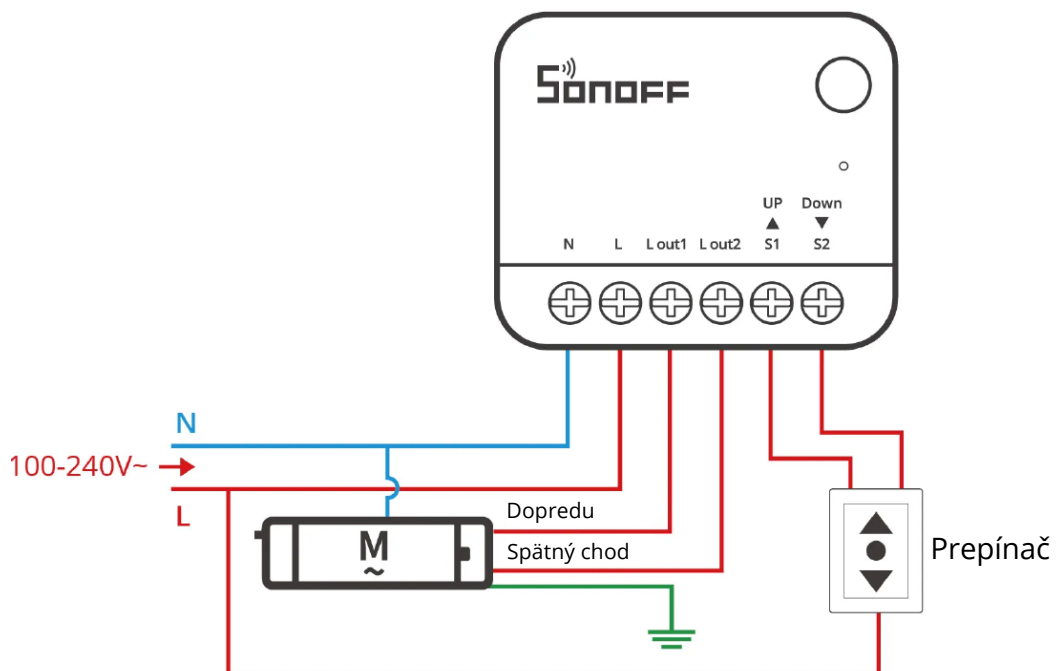 SONOFF
UP Down
N L L out1 L out2 S1 S2
N
100-240V~
L
Dopredu
M
~
Spätný chod
Prepínač